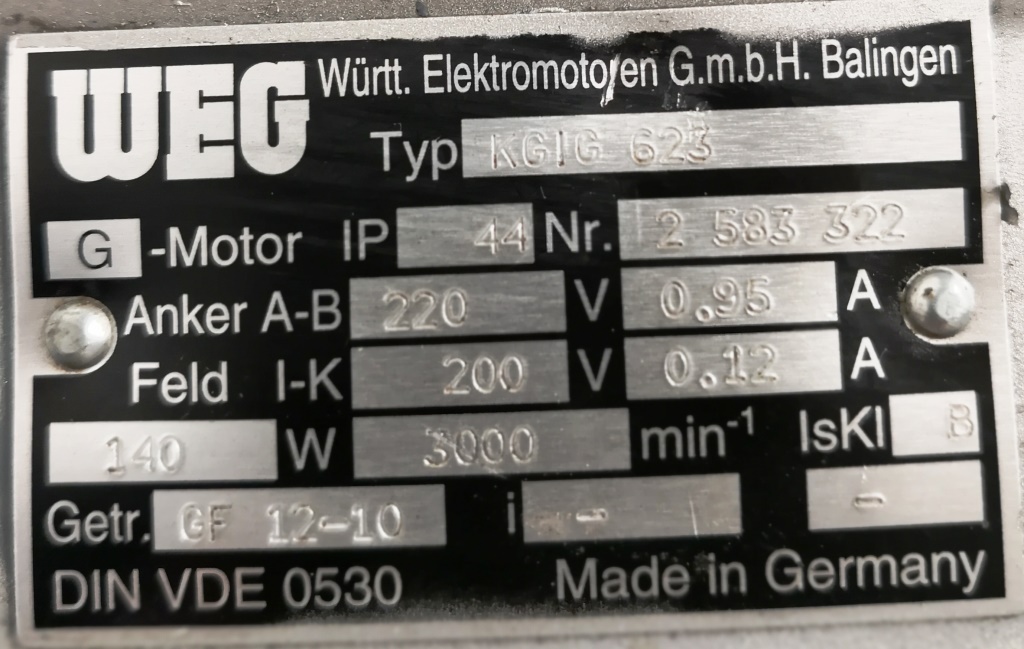 WEG Württ. Elektromotoren G.m.b.H. Balingen
Typ KGIG 623
G -Motor IP 44 Nr. 2 583 322
Anker A-B 220 V 0.95 A
Feld I-K 200 V 0.12 A
140 W 3000 min-1 IsKl B
Getr. GF 12-10 i - -
DIN VDE 0530 Made in Germany